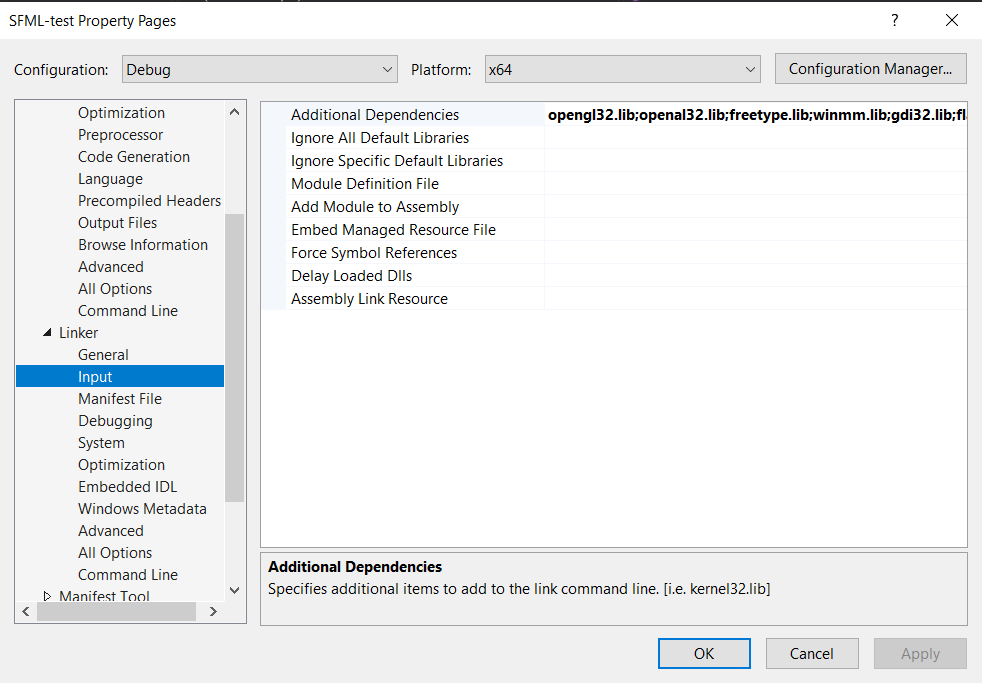 SFML-test Property Pages
?
Configuration: Debug Platform: x64 Configuration Manager...
Optimization
Preprocessor
Code Generation
Language
Precompiled Headers
Output Files
Browse Information
Advanced
All Options
Command Line
Linker
General
Input
Manifest File
Debugging
System
Optimization
Embedded IDL
Windows Metadata
Advanced
All Options
Command Line
Manifest Tool
Additional Dependencies opengl32.lib;openal32.lib;freetype.lib;winmm.lib;gdi32.lib;fl
Ignore All Default Libraries
Ignore Specific Default Libraries
Module Definition File
Add Module to Assembly
Embed Managed Resource File
Force Symbol References
Delay Loaded Dlls
Assembly Link Resource
Additional Dependencies
Specifies additional items to add to the link command line. [i.e. kernel32.lib]
OK Cancel Apply